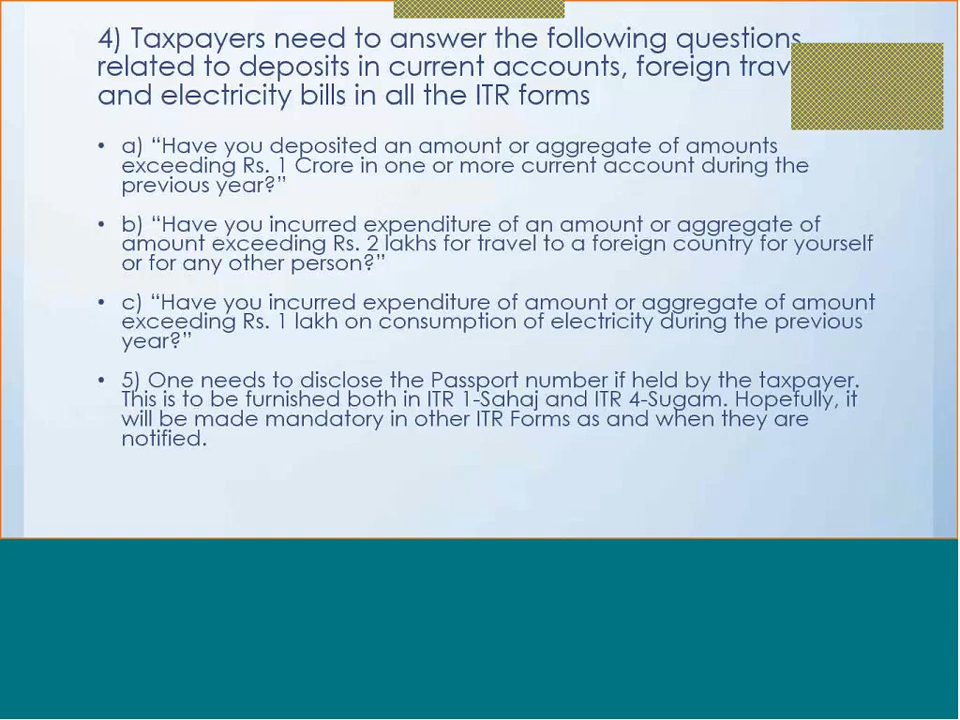 4) Taxpayers need to answer the following questions
related to deposits in current accounts, foreign trav
and electricity bills in all the ITR forms
• a) “Have you deposited an amount or aggregate of amounts
exceeding Rs. 1 Crore in one or more current account during the
previous year?”
• b) “Have you incurred expenditure of an amount or aggregate of
amount exceeding Rs. 2 lakhs for travel to a foreign country for yourself
or for any other person?”
• c) “Have you incurred expenditure of amount or aggregate of amount
exceeding Rs. 1 lakh on consumption of electricity during the previous
year?”
• 5) One needs to disclose the Passport number if held by the taxpayer.
This is to be furnished both in ITR 1-Sahaj and ITR 4-Sugam. Hopefully, it
will be made mandatory in other ITR Forms as and when they are
notified.